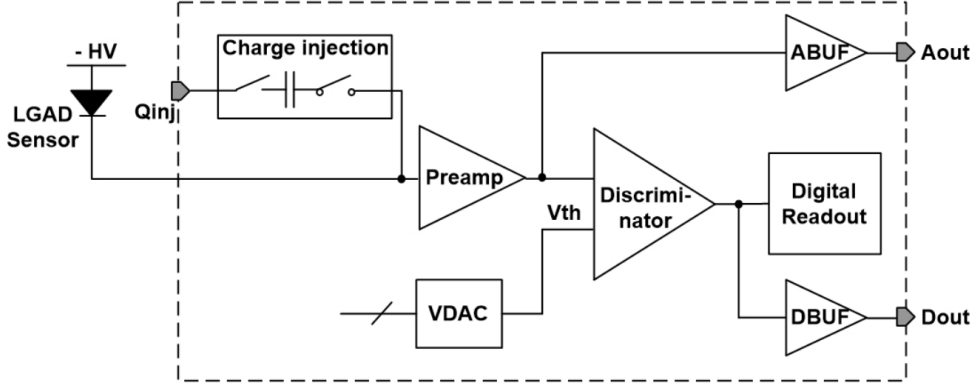 - HV
LGAD
Sensor
Qinj
Charge injection
Preamp
Vth
VDAC
Discrimi-
nator
ABUF
Aout
Digital
Readout
DBUF
Dout